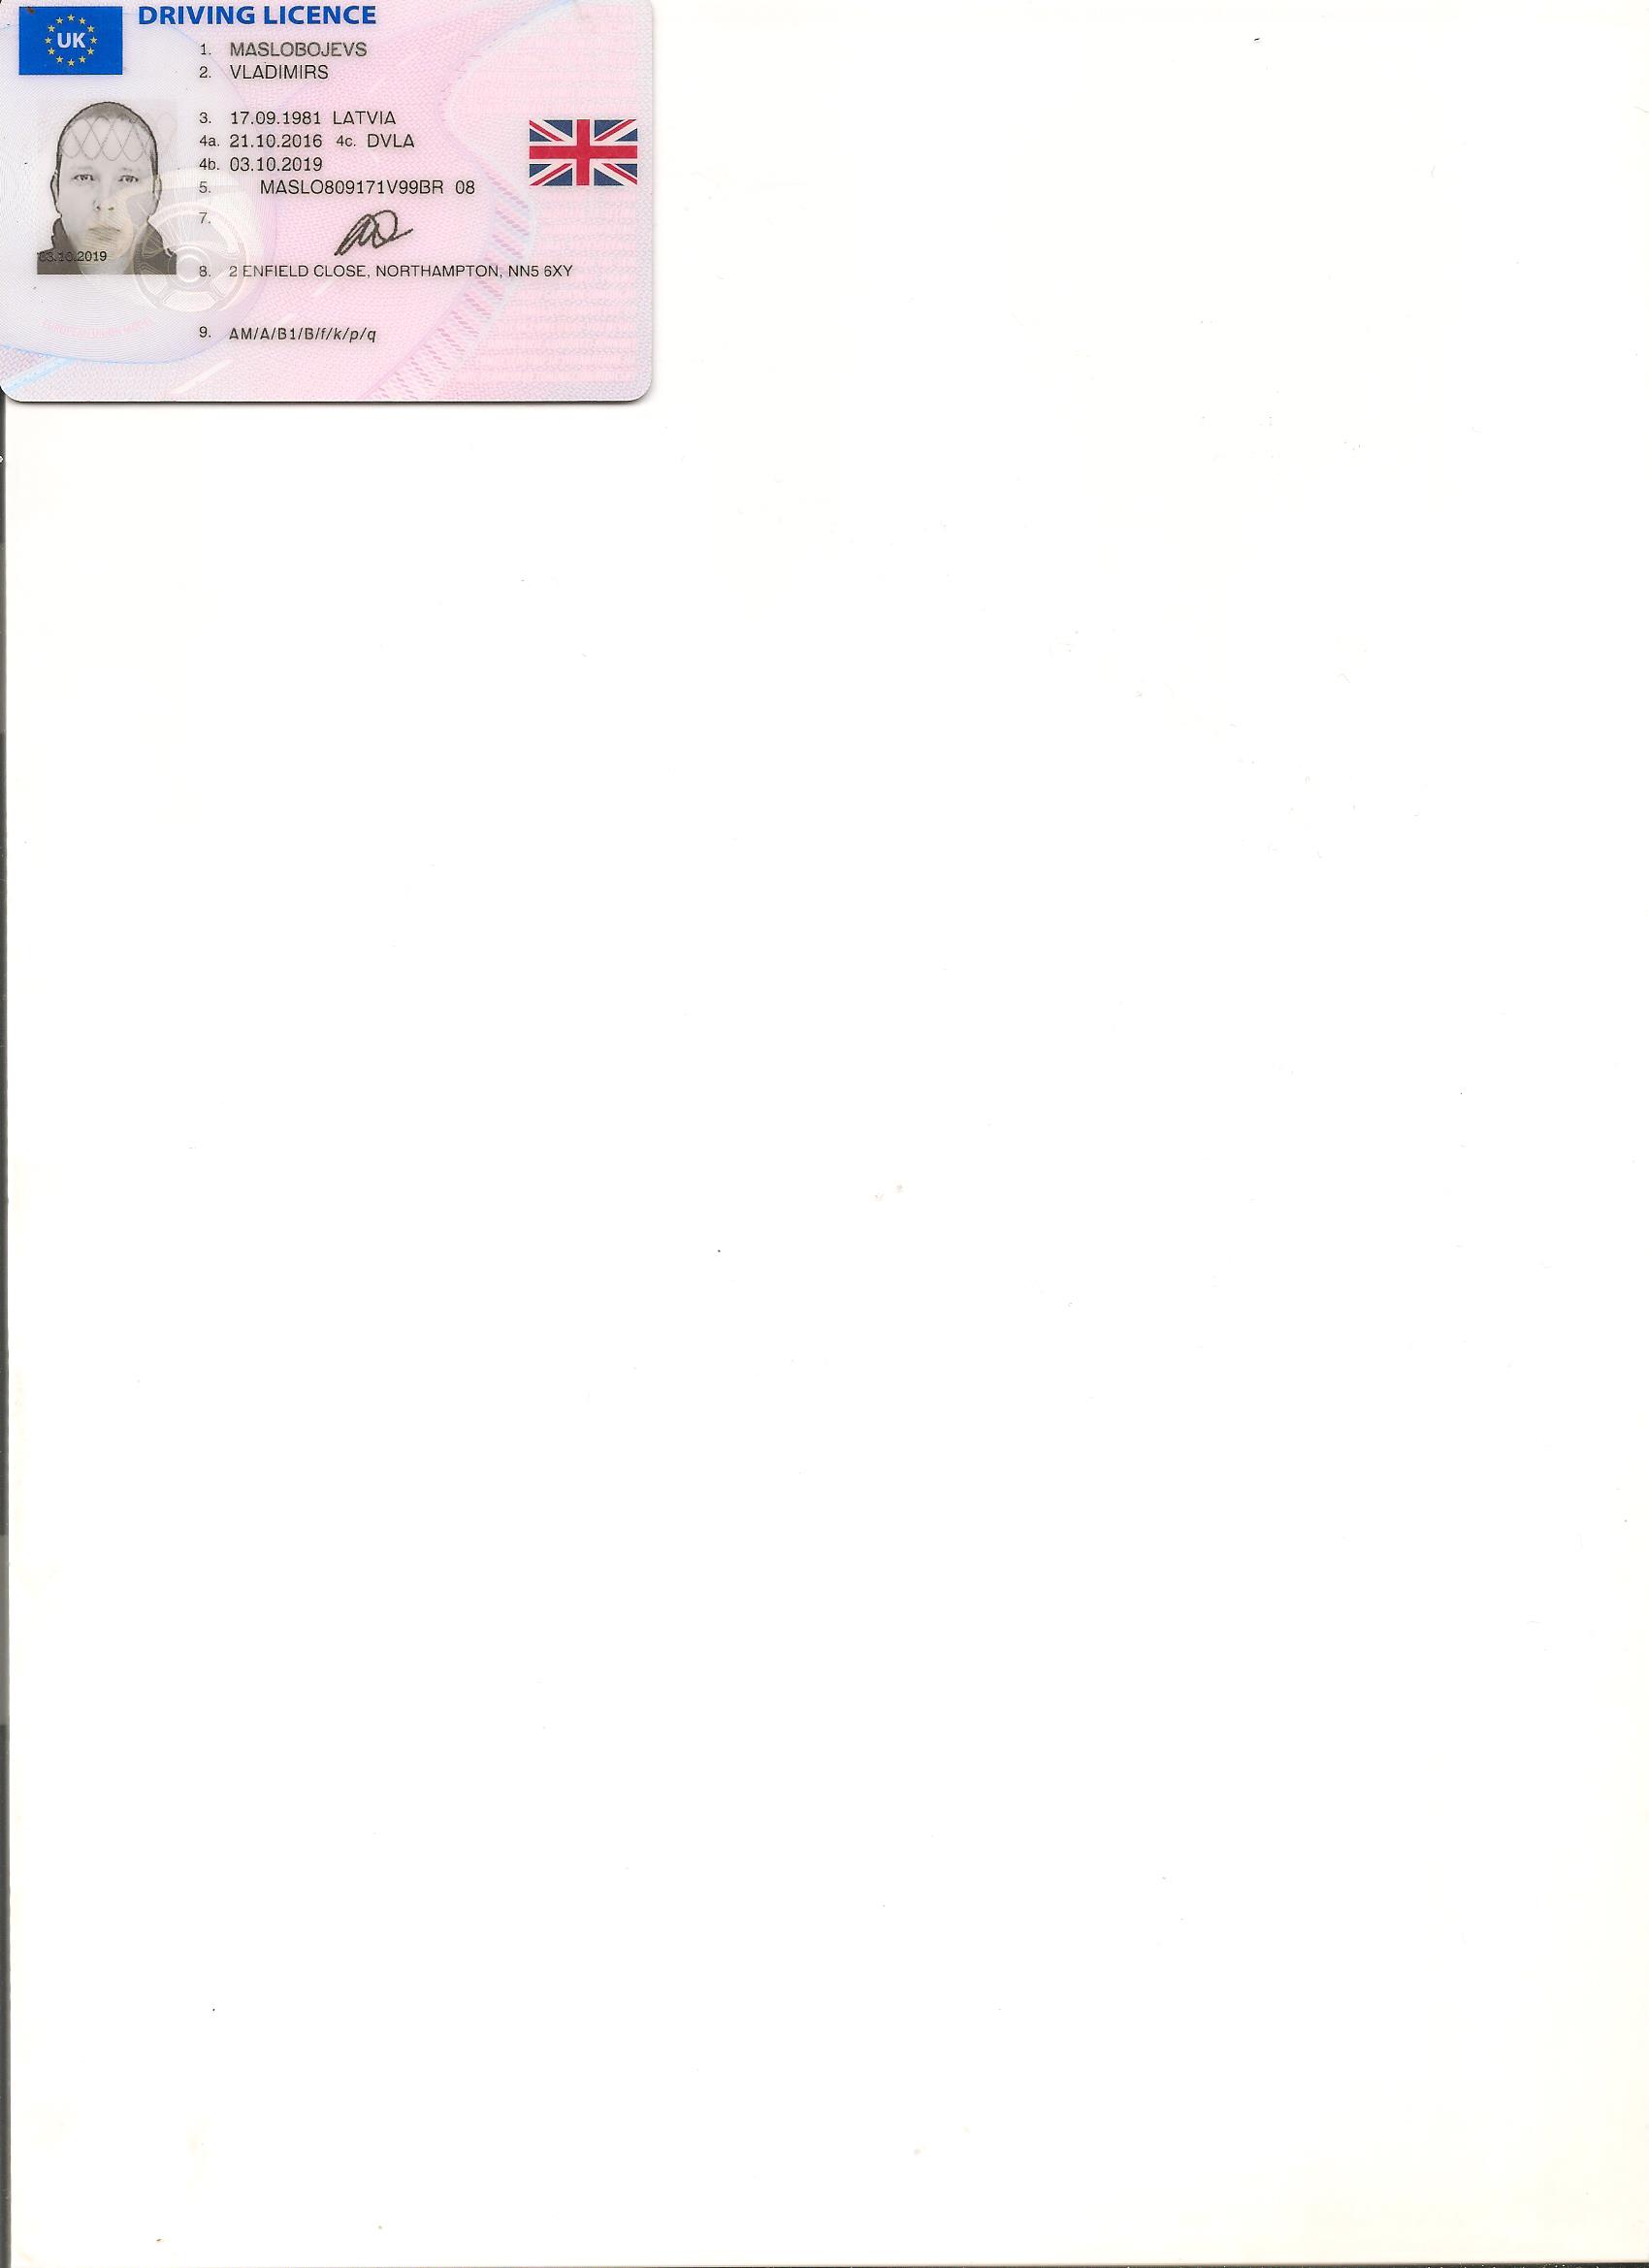 UK
DRIVING LICENCE
1. MASLOBOJEVS
2. VLADIMIRS
3. 17.09.1981 LATVIA
4a. 21.10.2016 4c. DVLA
4b. 03.10.2019
5. MASLO809171V99BR 08
7.
03.10.2019
8. 2 ENFIELD CLOSE, NORTHAMPTON, NN5 6XY
9. AM/A/B1/B/f/k/p/q